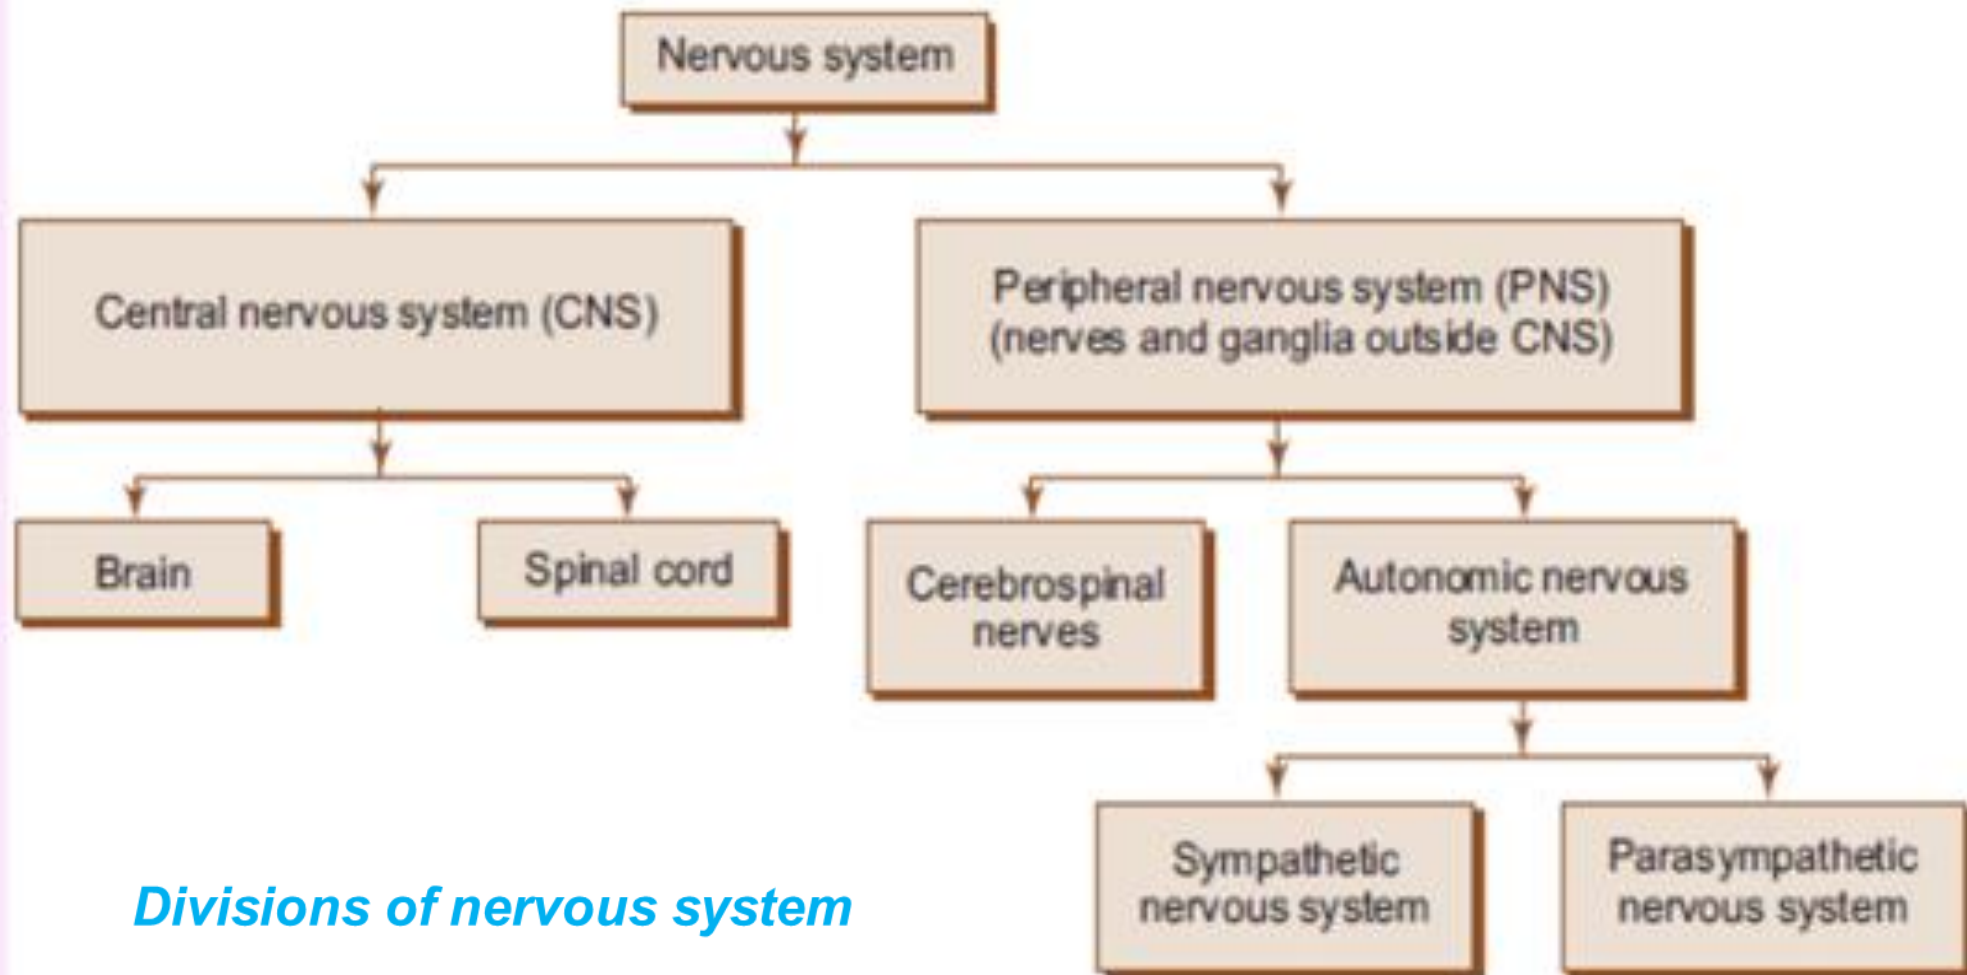 Nervous system
Central nervous system (CNS)
Peripheral nervous system (PNS)
(nerves and ganglia outside CNS)
Brain
Spinal cord
Cerebrospinal
nerves
Autonomic nervous
system
Sympathetic
nervous system
Parasympathetic
nervous system
Divisions of nervous system